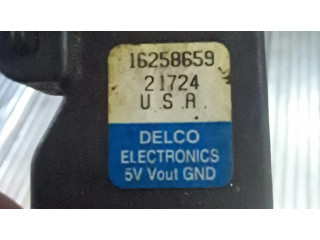 16258659
21724
U.S.A.
DELCO
ELECTRONICS
5V Vout GND